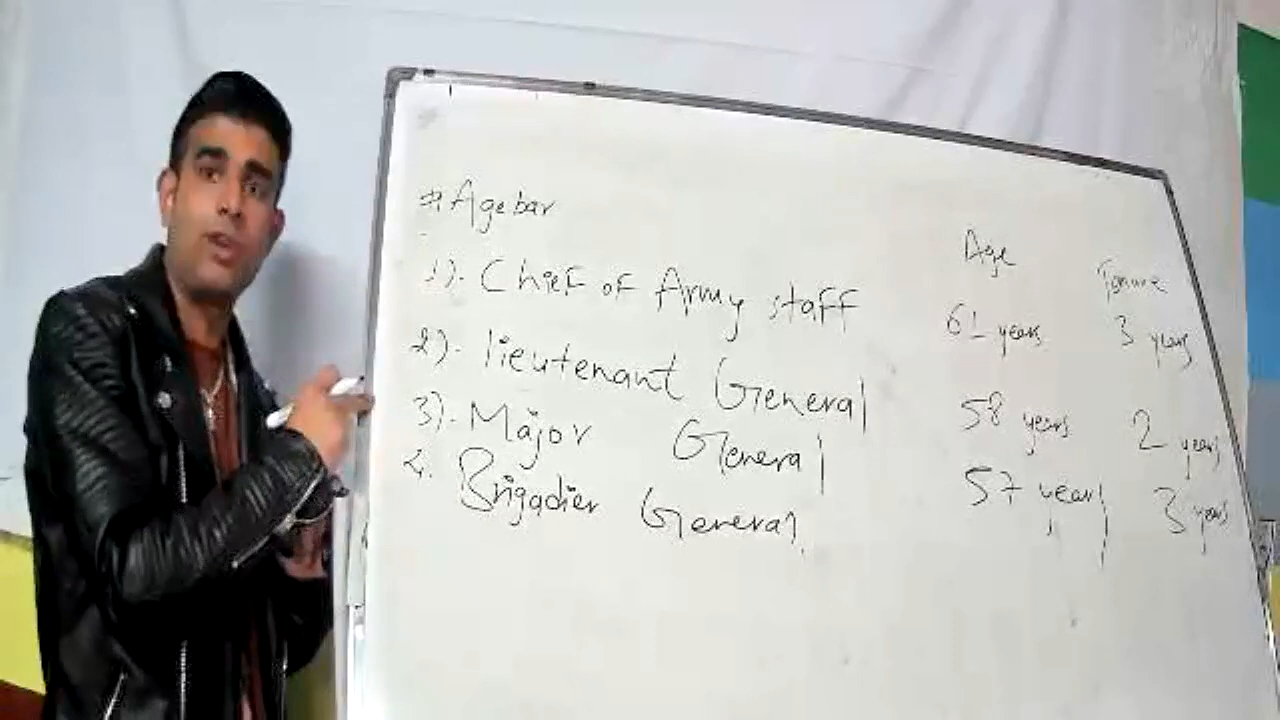 # Agebar
Age Tenure
1). Chief of Army staff 61 years 3 years
2). lieutenant General 58 years 2 years
3). Major General 57 years 3 years
4. Brigadier General